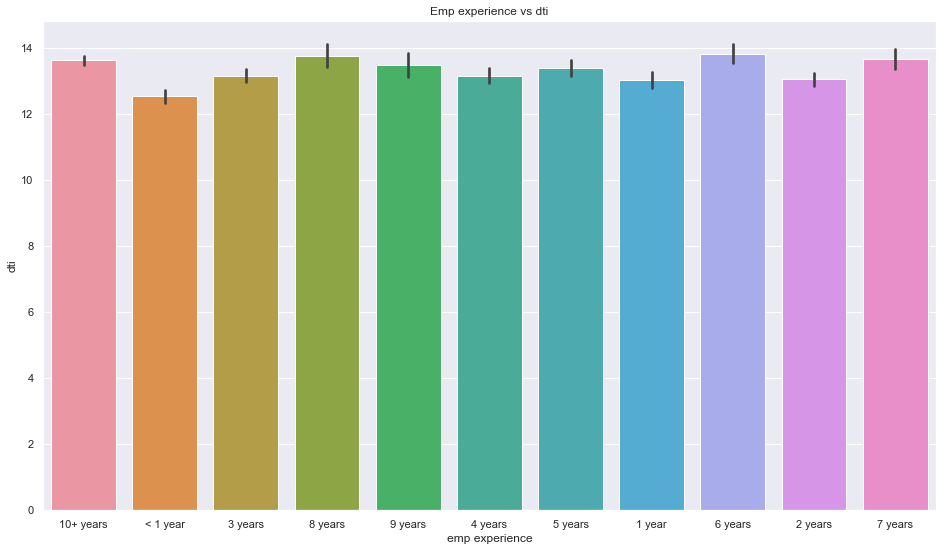 Emp experience vs dti
14
12
10
8
6
4
2
0
dti
10+ years
< 1 year
3 years
8 years
9 years
4 years
5 years
1 year
6 years
2 years
7 years
emp experience